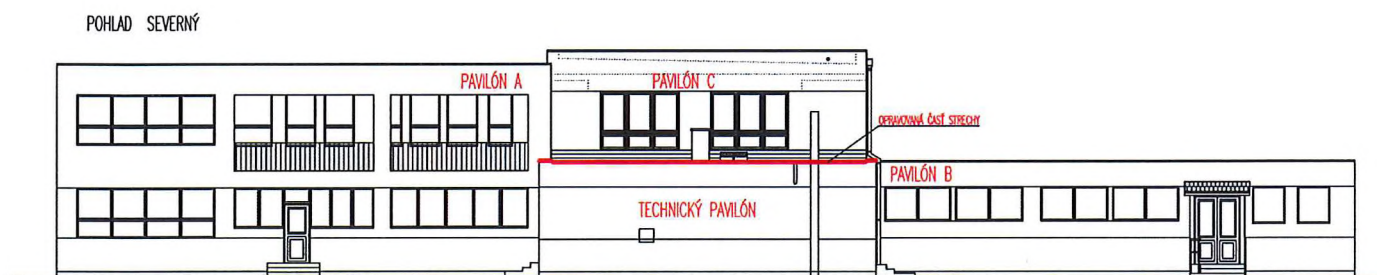 POHLAD SEVERNÝ
PAVILÓN A
PAVILÓN C
OPRAVOVANÁ ČASŤ STRECHY
PAVILÓN B
TECHNICKÝ PAVILÓN